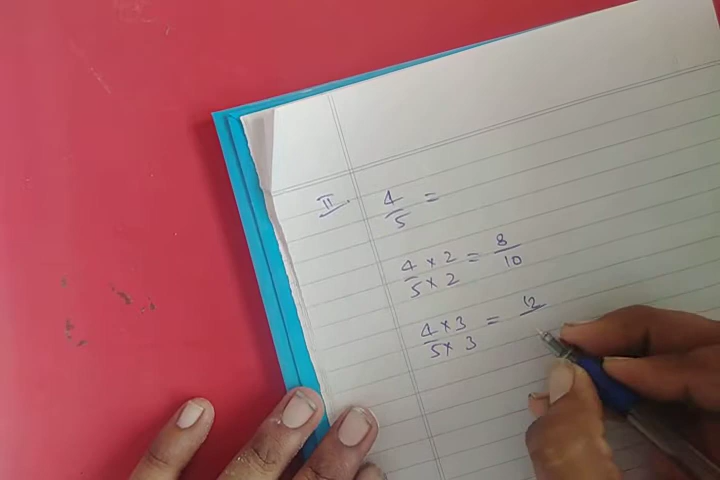 II. 4/5 =
4×2/5×2 = 8/10
4×3/5×3 = 12/